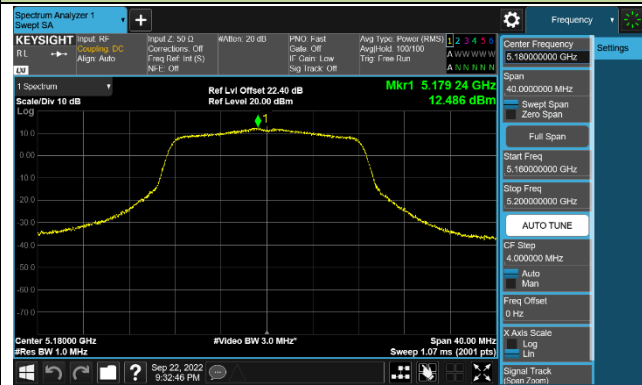 Spectrum Analyzer 1
Swept SA
Frequency
KEYSIGHT
RL
LXI
Input: RF
Coupling: DC
Align: Auto
Input Z: 50 Ω
Corrections: Off
Freq Ref: Int (S)
NFE: Off
#Atten: 20 dB
PNO: Fast
Gate: Off
IF Gain: Low
Sig Track: Off
Avg Type: Power (RMS)
Avg|Hold: 100/100
Trig: Free Run
1 2 3 4 5 6
A W W W W W
A N N N N N
1 Spectrum
Scale/Div 10 dB
Log
Ref Lvl Offset 22.40 dB
Ref Level 20.00 dBm
Mkr1 5.179 24 GHz
12.486 dBm
1
10.0
0.00
-10.0
-20.0
-30.0
-40.0
-50.0
-60.0
-70.0
Center 5.18000 GHz
#Res BW 1.0 MHz
#Video BW 3.0 MHz*
Span 40.00 MHz
Sweep 1.07 ms (2001 pts)
Sep 22, 2022
9:32:46 PM
Center Frequency
5.180000000 GHz
Settings
Span
40.0000000 MHz
Swept Span
Zero Span
Full Span
Start Freq
5.160000000 GHz
Stop Freq
5.200000000 GHz
AUTO TUNE
CF Step
4.000000 MHz
Auto
Man
Freq Offset
0 Hz
X Axis Scale
Log
Lin
Signal Track
(Span Zoom)